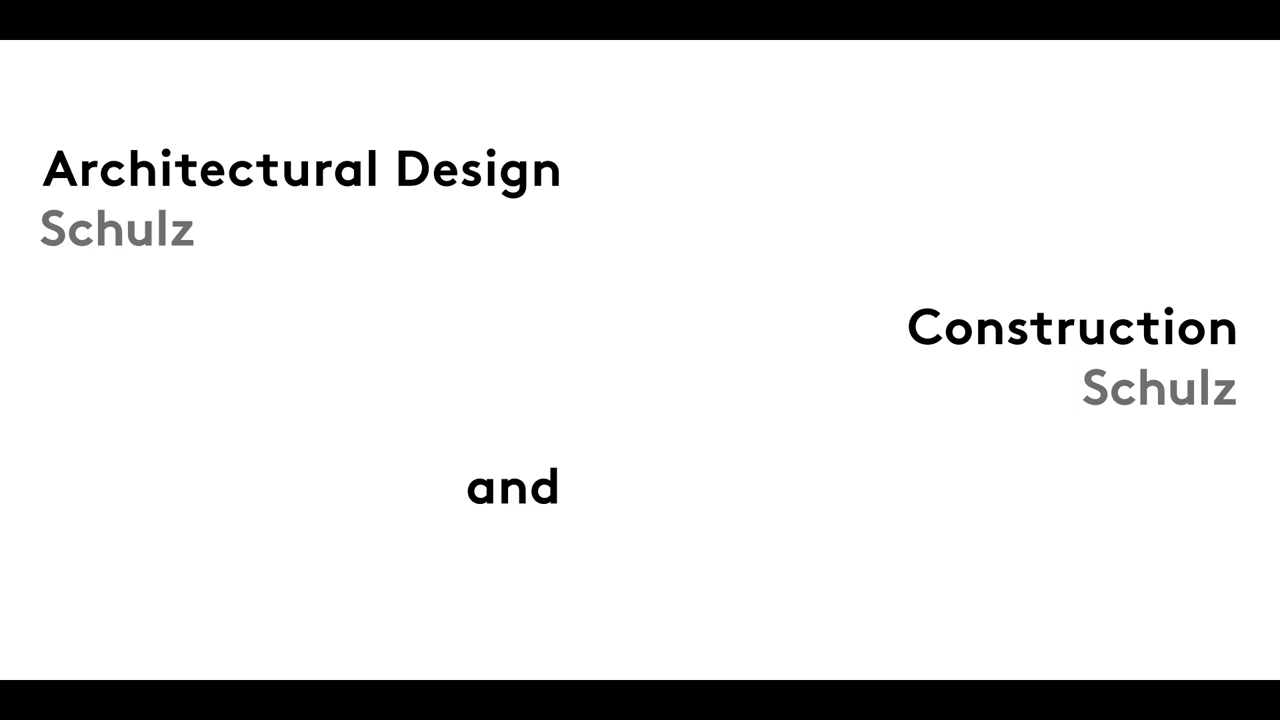 Architectural Design
Schulz
Construction
Schulz
and